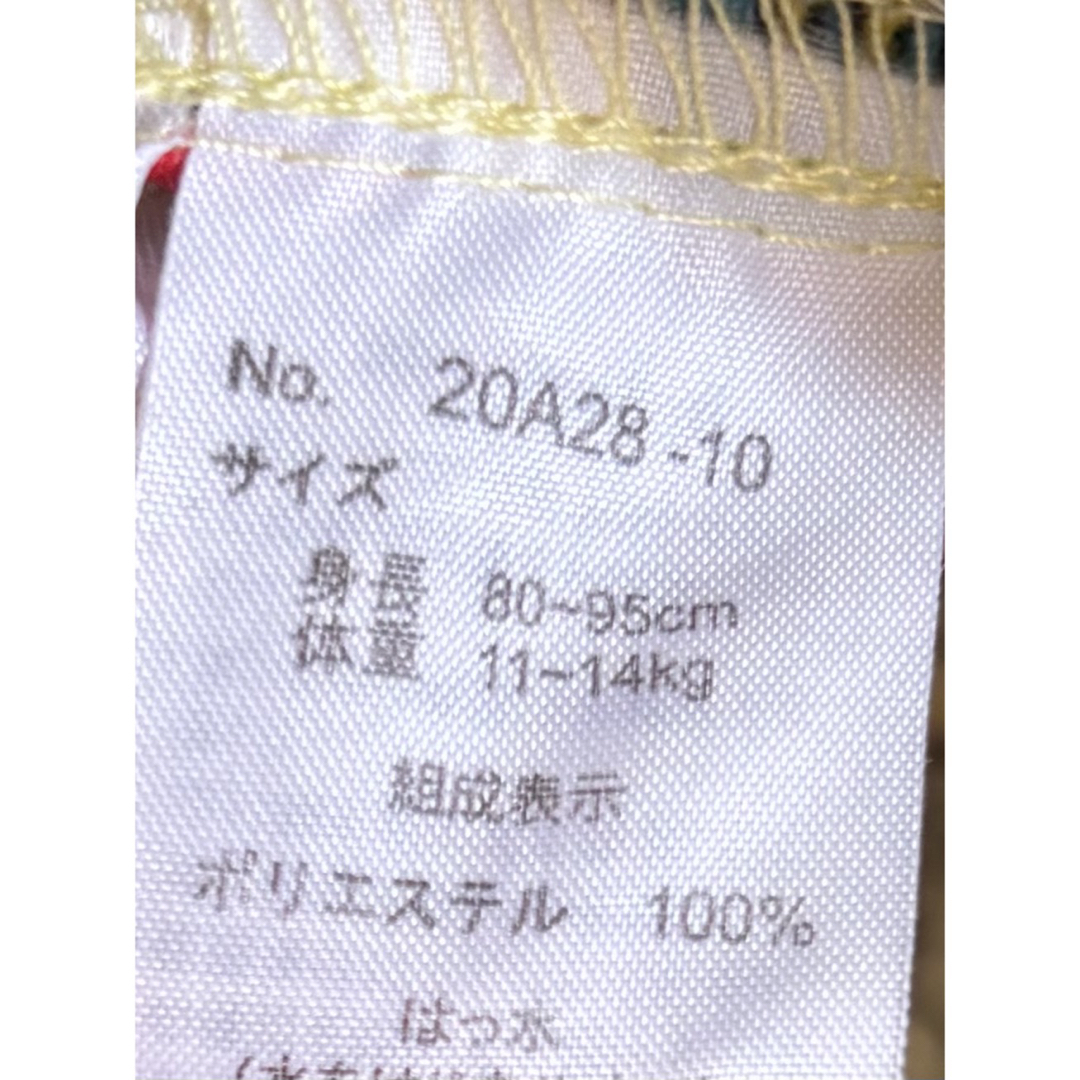 No. 20A28-10
サイズ
身長 80~95cm
体重 11~14kg
組成表示
ポリエステル 100%
はっ水